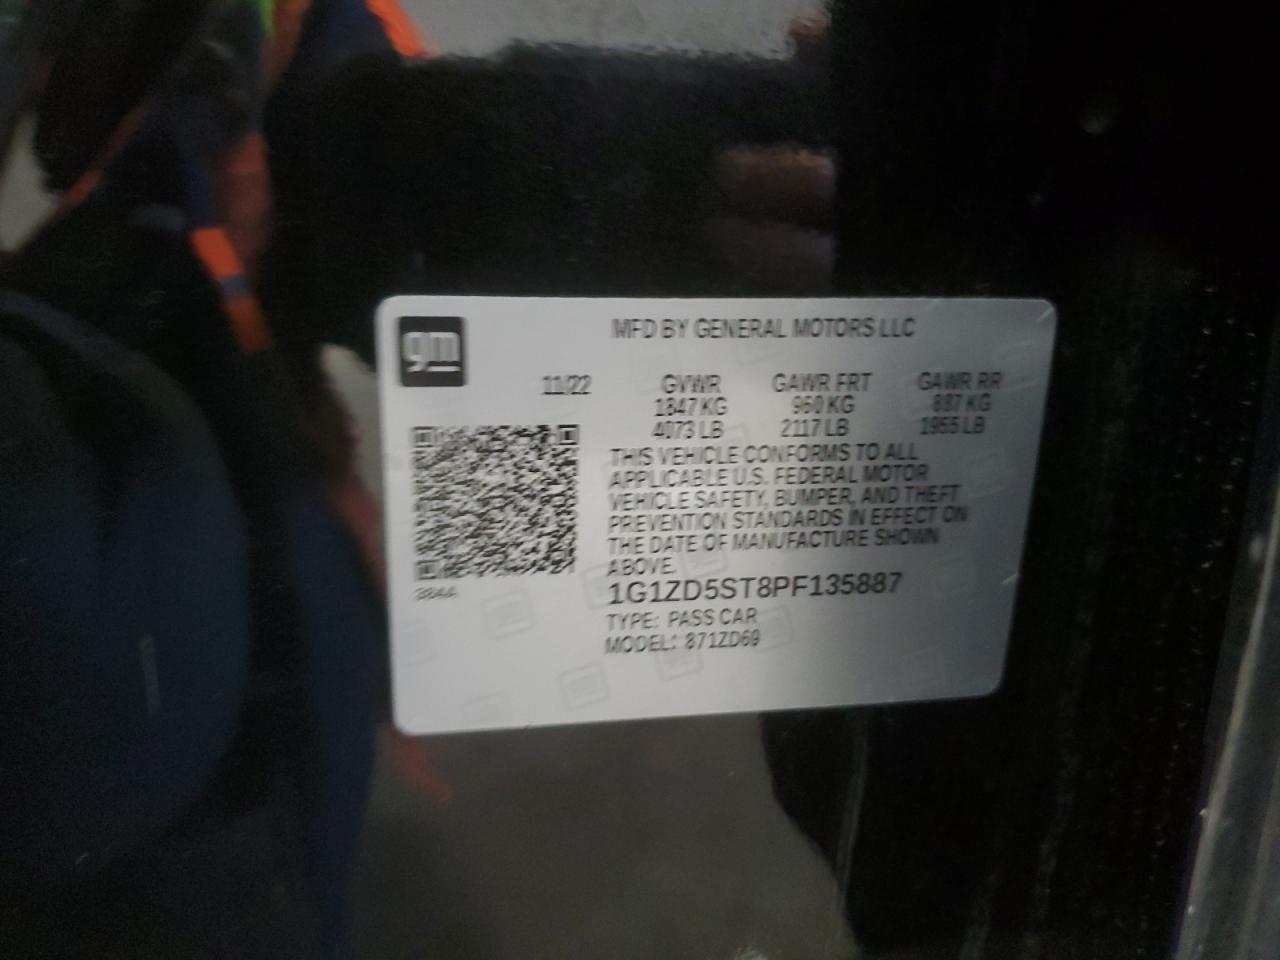 gm
MFD BY GENERAL MOTORS LLC
11/22 GVWR GAWR FRT GAWR RR
1847 KG 960 KG 887 KG
4073 LB 2117 LB 1955 LB
THIS VEHICLE CONFORMS TO ALL
APPLICABLE U.S. FEDERAL MOTOR
VEHICLE SAFETY, BUMPER, AND THEFT
PREVENTION STANDARDS IN EFFECT ON
THE DATE OF MANUFACTURE SHOWN
ABOVE.
384A
1G1ZD5ST8PF135887
TYPE: PASS CAR
MODEL: 871ZD69